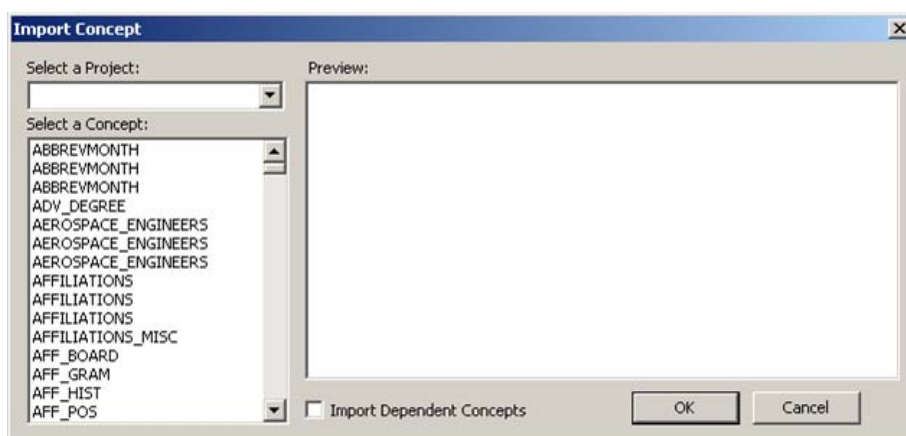 Import Concept
Select a Project:
Select a Concept:
ABBREVMONTH
ABBREVMONTH
ABBREVMONTH
ADV_DEGREE
AEROSPACE_ENGINEERS
AEROSPACE_ENGINEERS
AEROSPACE_ENGINEERS
AFFILIATIONS
AFFILIATIONS
AFFILIATIONS
AFFILIATIONS_MISC
AFF_BOARD
AFF_GRAM
AFF_HIST
AFF_POS
Preview:
Import Dependent Concepts
OK
Cancel